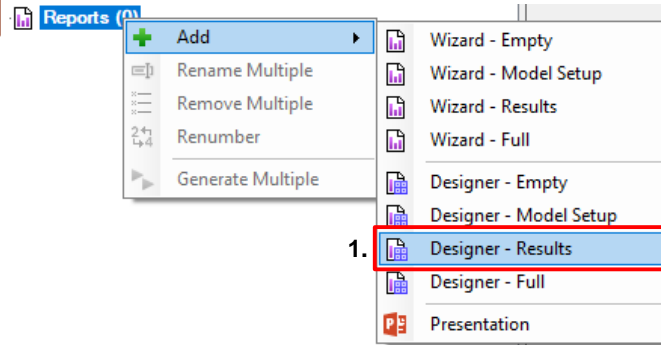 Reports (0)
Add
Rename Multiple
Remove Multiple
Renumber
Generate Multiple
Wizard - Empty
Wizard - Model Setup
Wizard - Results
Wizard - Full
Designer - Empty
Designer - Model Setup
1. Designer - Results
Designer - Full
Presentation